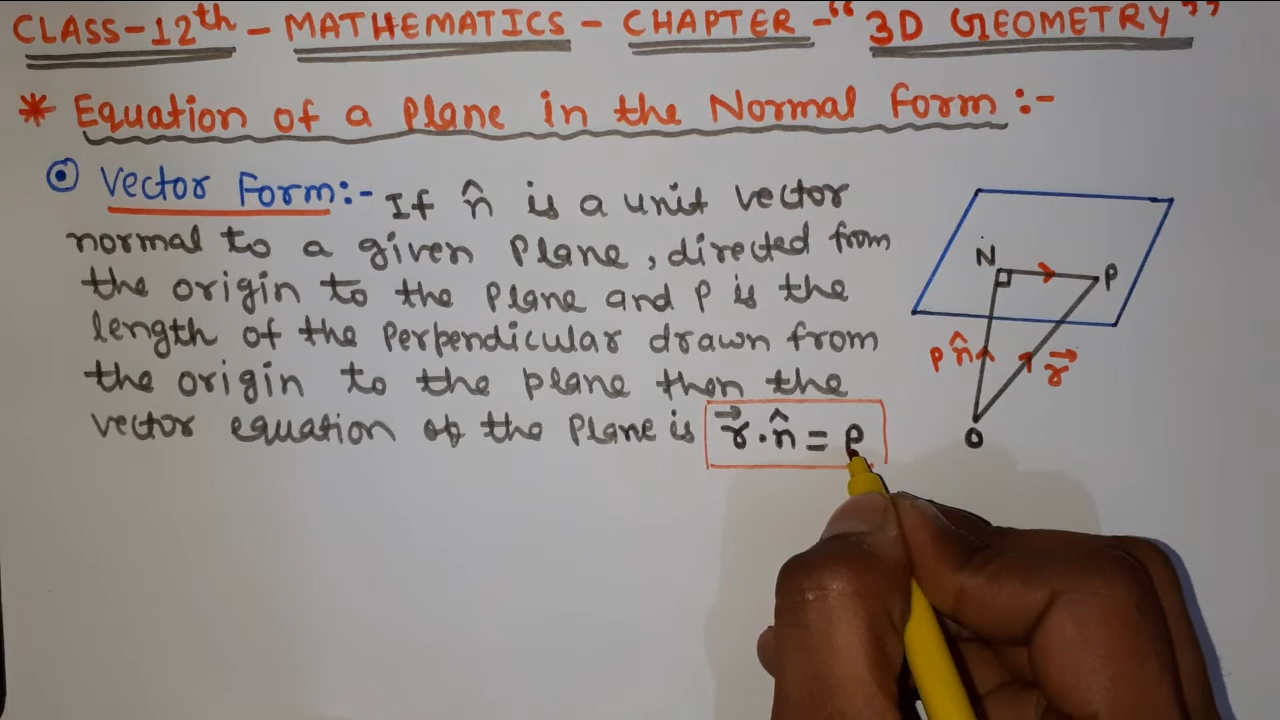 CLASS-12th - MATHEMATICS - CHAPTER - "3D GEOMETRY"
* Equation of a Plane in the Normal Form :-
Vector Form:- If n̂ is a unit vector
normal to a given Plane, directed from
the origin to the Plane and P is the
length of the Perpendicular drawn from
the origin to the plane then the
vector equation of the Plane is r⃗.n̂ = P
N
P
P n̂
r⃗
O